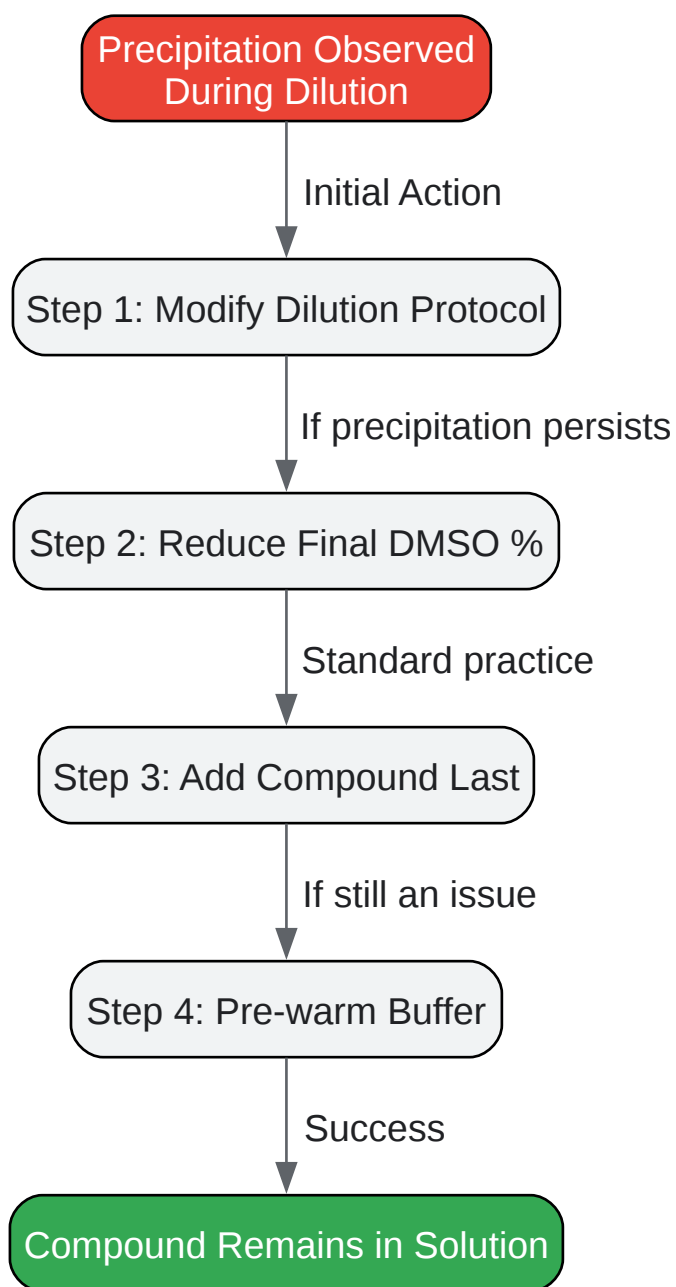 Precipitation Observed
During Dilution
Initial Action
Step 1: Modify Dilution Protocol
If precipitation persists
Step 2: Reduce Final DMSO %
Standard practice
Step 3: Add Compound Last
If still an issue
Step 4: Pre-warm Buffer
Success
Compound Remains in Solution